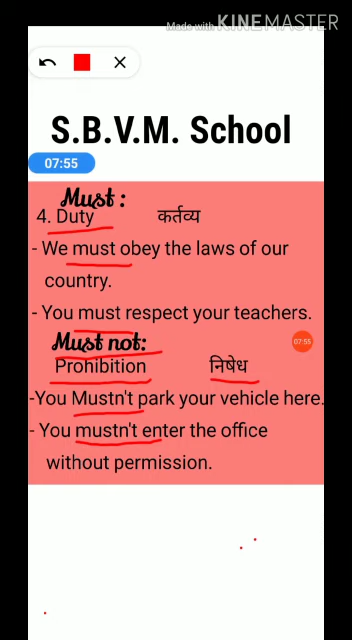 Made with KINEMASTER
S.B.V.M. School
07:55
Must :
4. Duty कर्तव्य
- We must obey the laws of our
country.
- You must respect your teachers.
Must not:
07:55
Prohibition निषेध
-You Mustn't park your vehicle here.
- You mustn't enter the office
without permission.